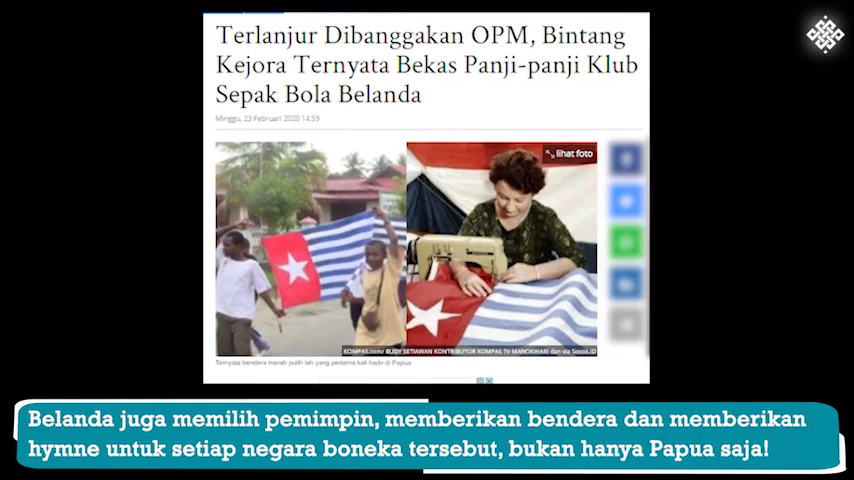 Terlanjur Dibanggakan OPM, Bintang
Kejora Ternyata Bekas Panji-panji Klub
Sepak Bola Belanda
Minggu, 23 Februari 2020 14:59
lihat foto
KOMPAS.com/ BUDY SETIAWAN KONTRIBUTOR KOMPAS TV MANOKWARI dan via Sosok.ID
Ternyata bendera merah putih lah yang pertama kali hadir di Papua
Belanda juga memilih pemimpin, memberikan bendera dan memberikan
hymne untuk setiap negara boneka tersebut, bukan hanya Papua saja!